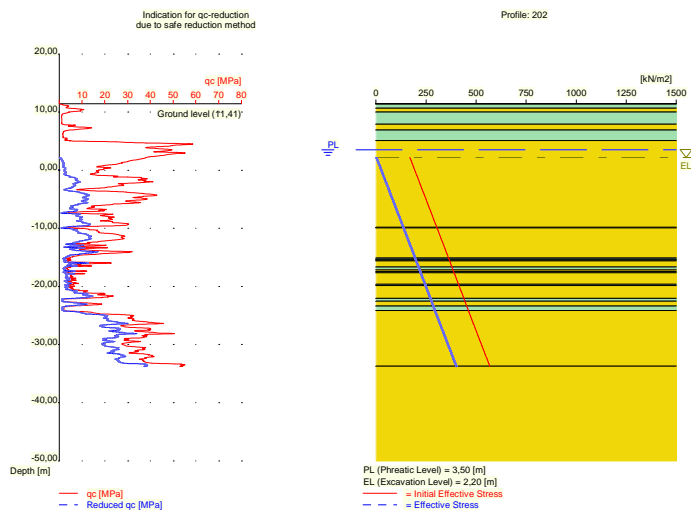 Indication for qc-reduction
due to safe reduction method
Profile: 202
20,00
qc [MPa]
[kN/m2]
10 20 30 40 50 60 70 80
0 250 500 750 1000 1250 1500
10,00
Ground level (11,41)
PL
EL
0,00
-10,00
-20,00
-30,00
-40,00
-50,00
Depth [m]
PL (Phreatic Level) = 3,50 [m]
EL (Excavation Level) = 2,20 [m]
qc [MPa]
Reduced qc [MPa]
= Initial Effective Stress
= Effective Stress